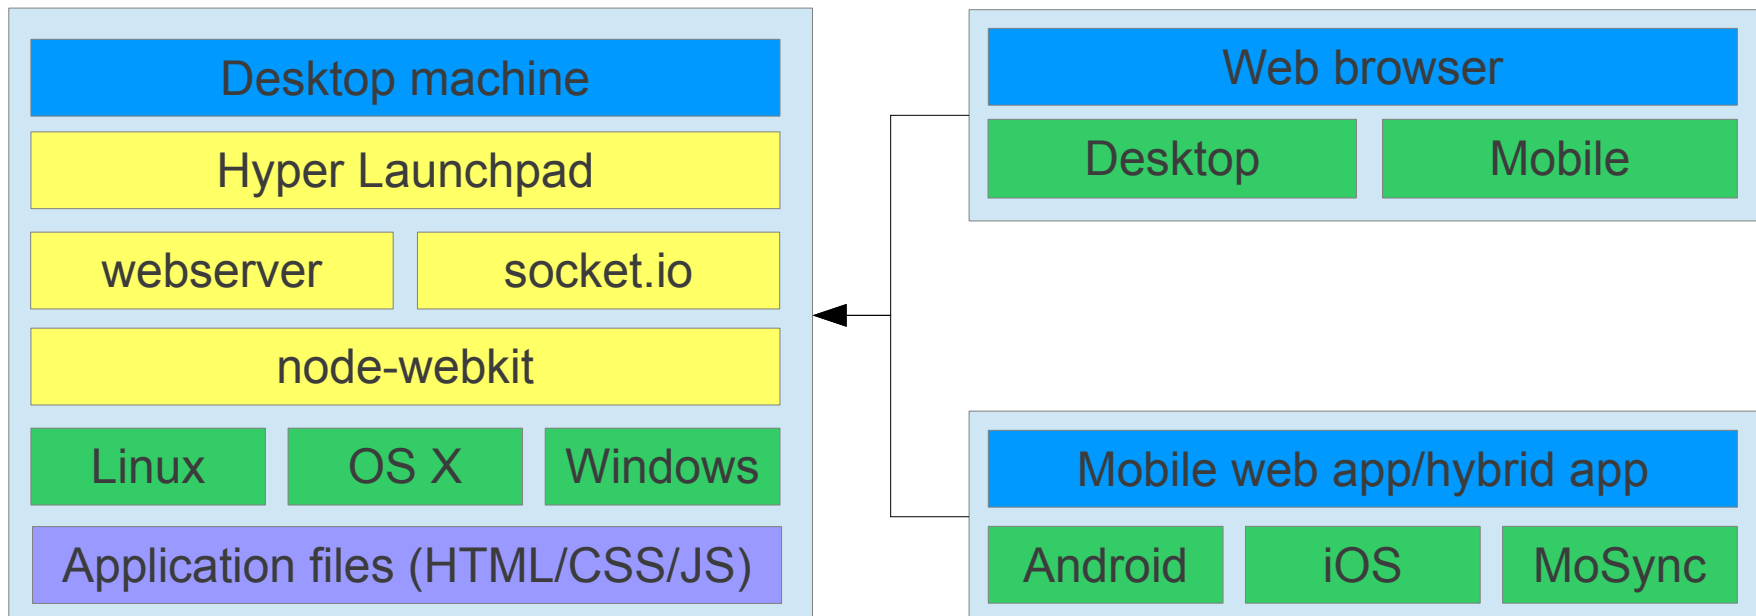 Desktop machine
Hyper Launchpad
webserver
socket.io
node-webkit
Linux
OS X
Windows
Application files (HTML/CSS/JS)
Web browser
Desktop
Mobile
Mobile web app/hybrid app
Android
iOS
MoSync